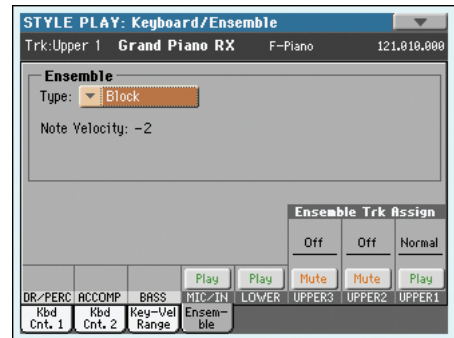 STYLE PLAY: Keyboard/Ensemble
Trk:Upper 1 Grand Piano RX F-Piano 121.010.000
Ensemble
Type: Block
Note Velocity: -2
Ensemble Trk Assign
Off Off Normal
Play Play Mute Mute Play
DR/PERC ACCOMP BASS MIC/IN LOWER UPPER3 UPPER2 UPPER1
Kbd Cnt. 1 Kbd Cnt. 2 Key-Vel Range Ensem-ble